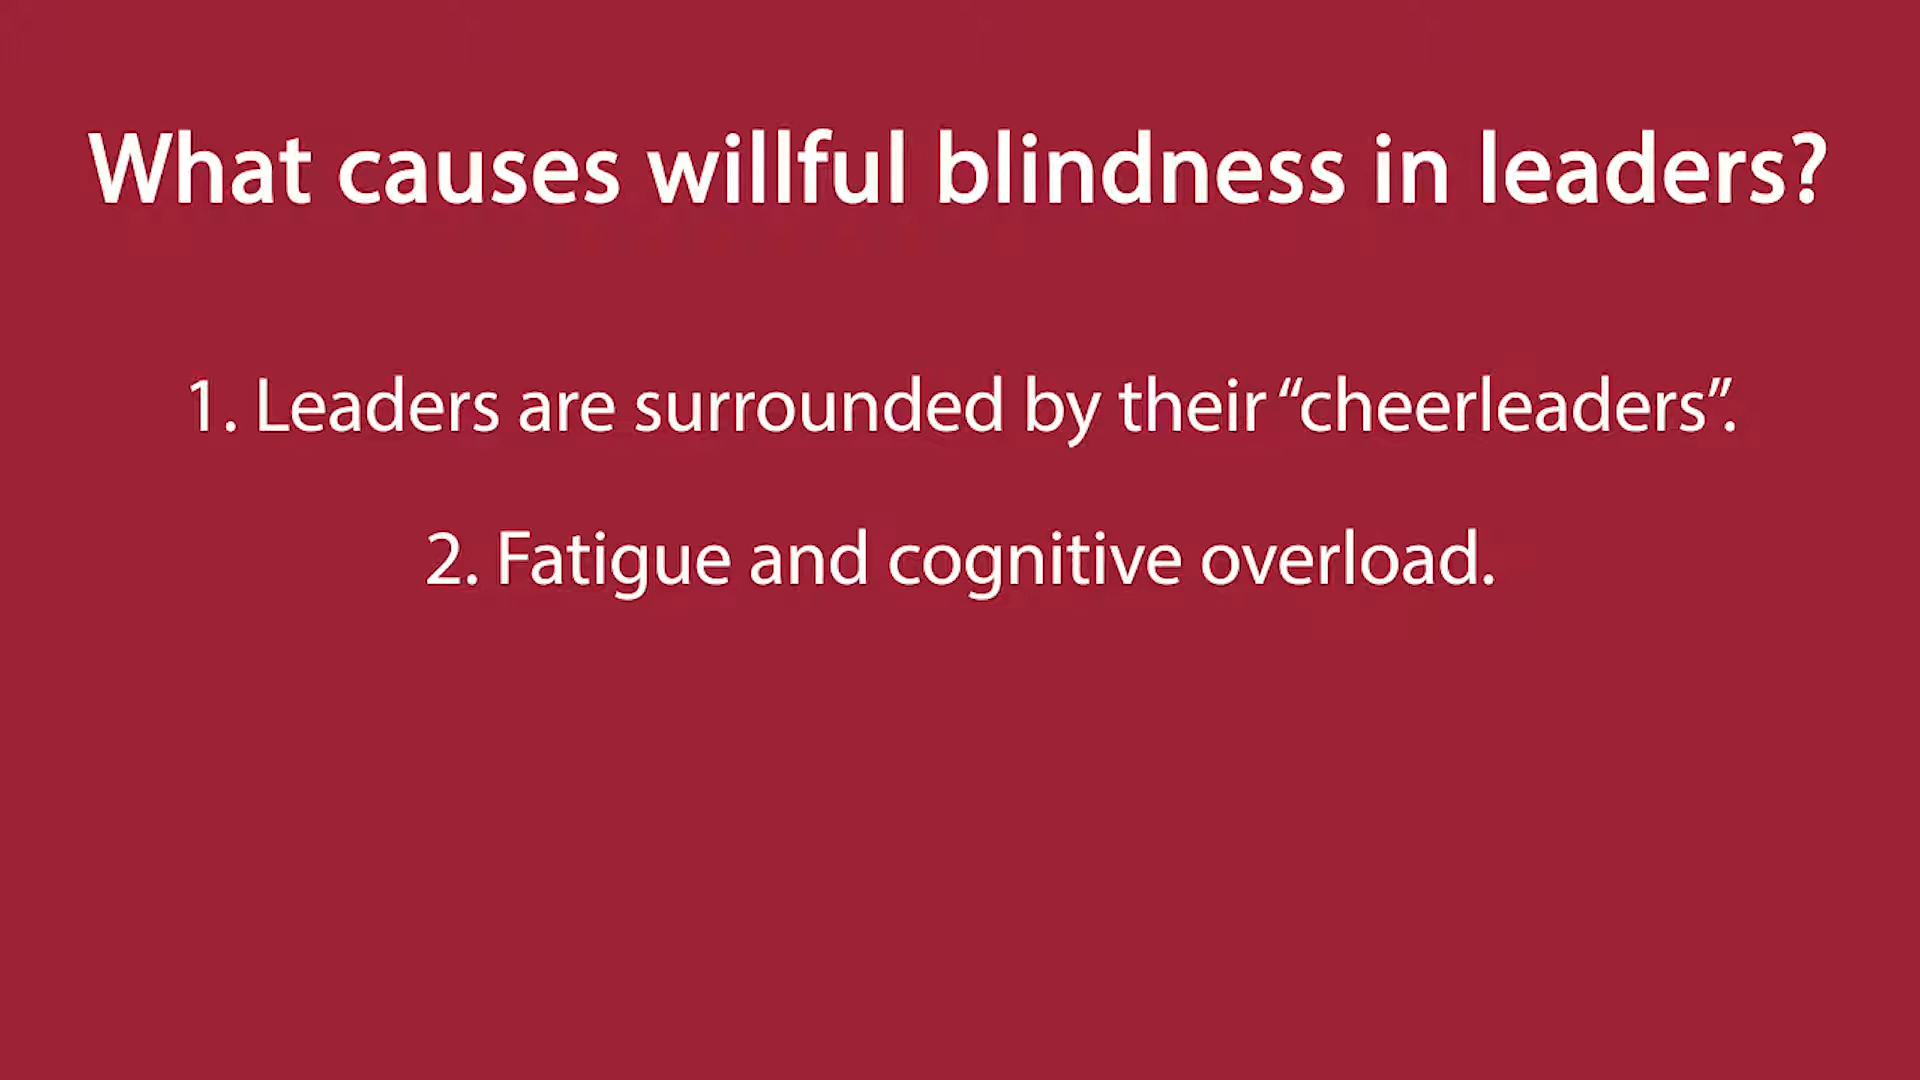 What causes willful blindness in leaders?
1. Leaders are surrounded by their “cheerleaders”.
2. Fatigue and cognitive overload.